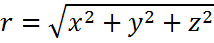 r = √x² + y² + z²